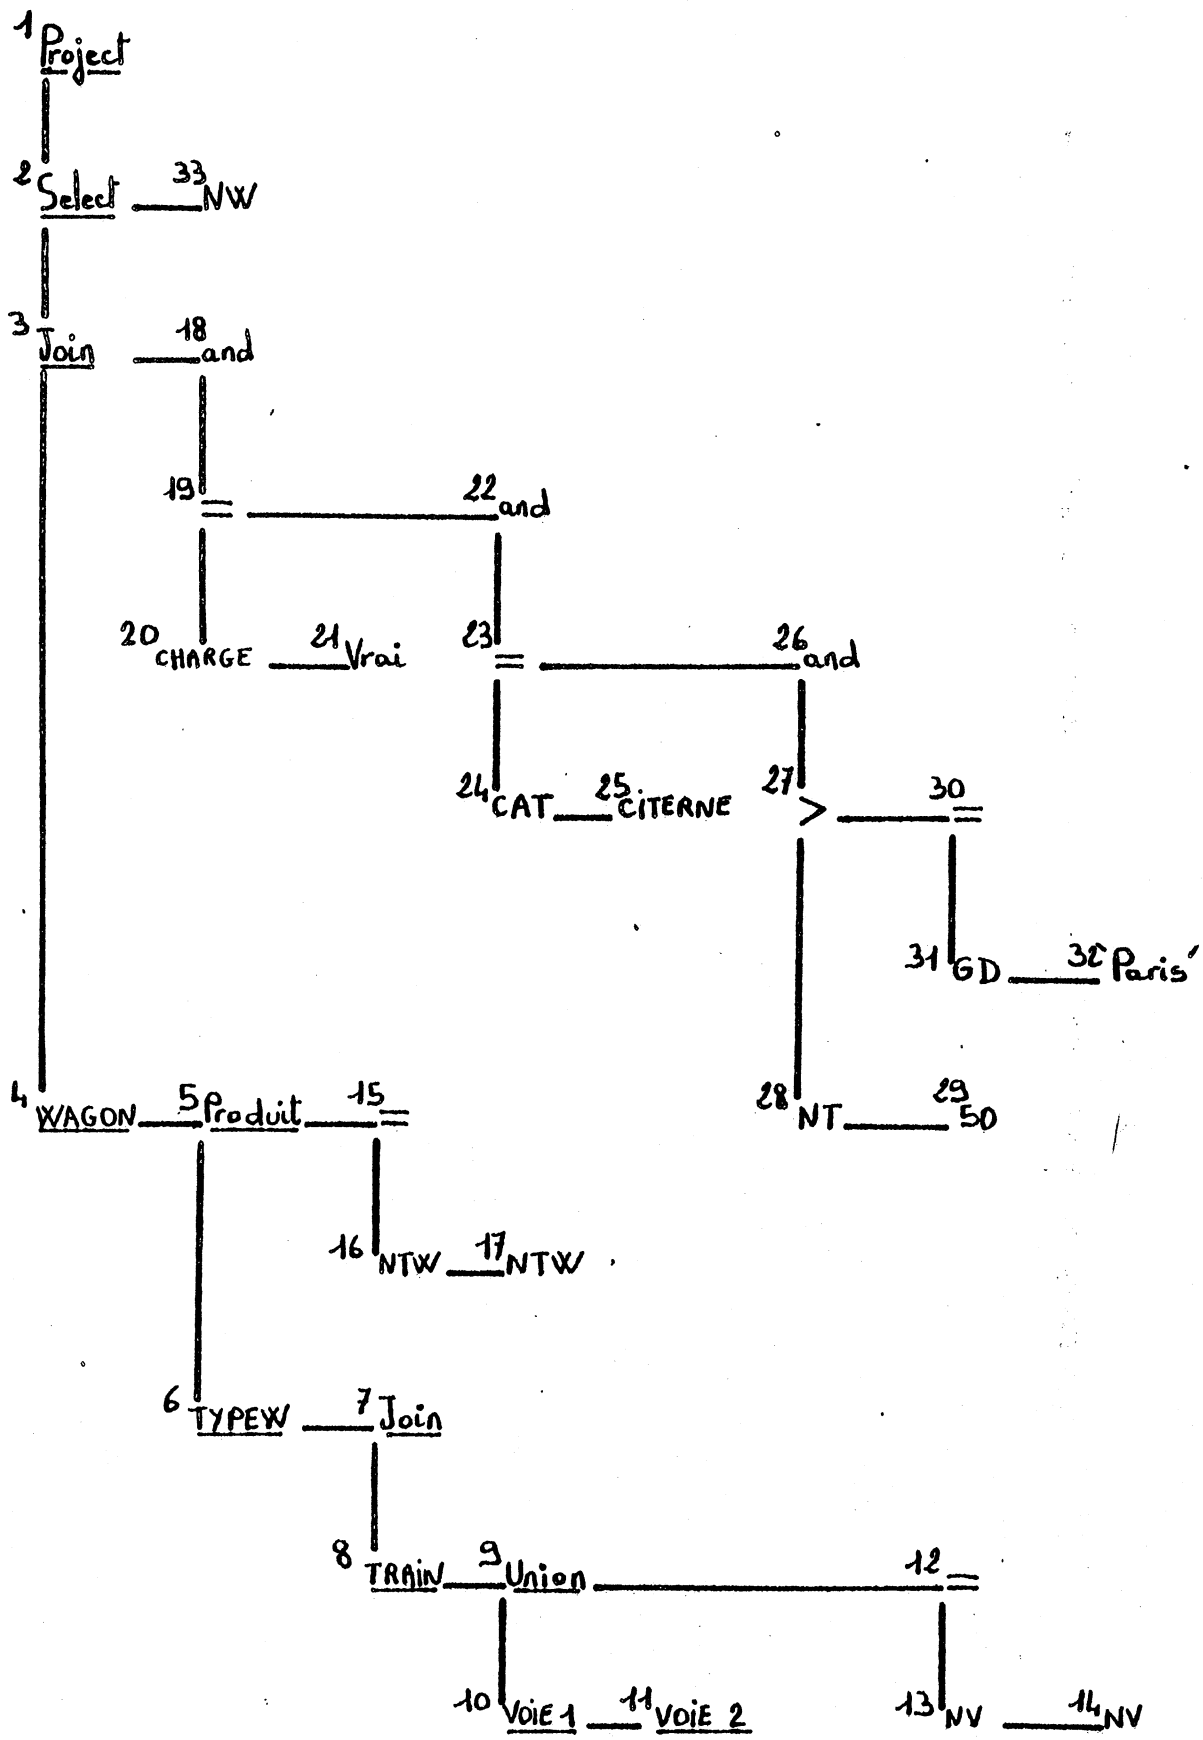 1 Project
2 Select 33 NW
3 Join 18 and
19 = 22 and
20 CHARGE 21 Vrai 23 = 26 and
24 CAT 25 CiTERNE 27 > 30 =
31 GD 32 'Paris'
4 WAGON 5 Produit 15 = 28 NT 29 50
16 NTW 17 NTW
6 TYPEW 7 Join
8 TRAiN 9 Union 12 =
10 VOiE 1 11 VOiE 2 13 NV 14 NV